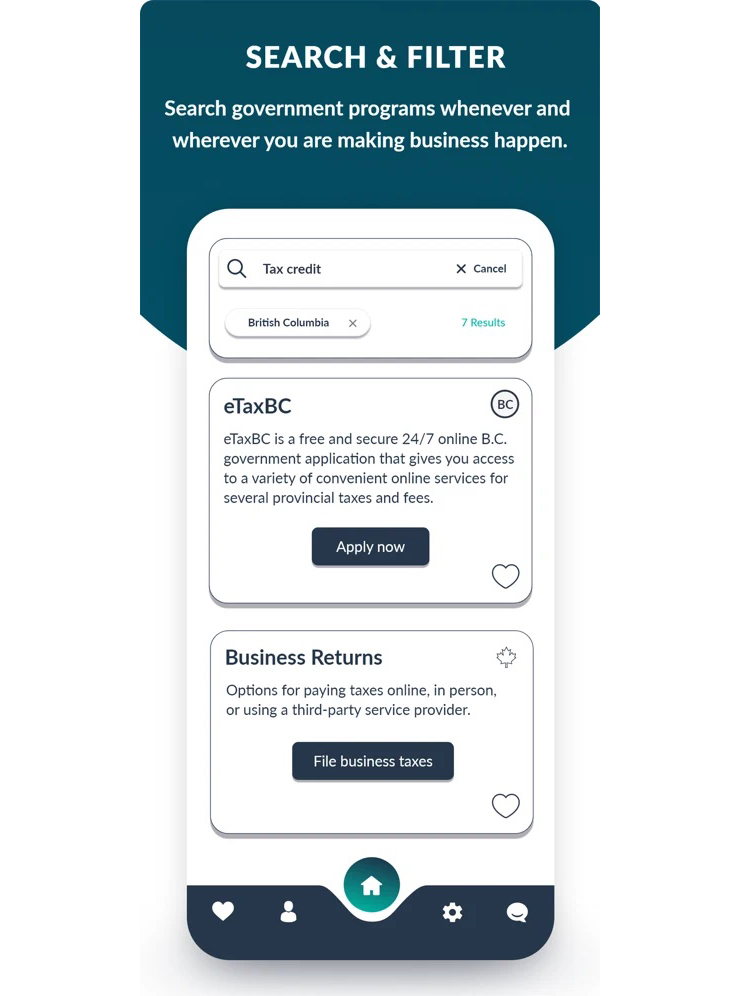 SEARCH & FILTER
Search government programs whenever and
wherever you are making business happen.
Tax credit
Cancel
British Columbia
7 Results
eTaxBC
BC
eTaxBC is a free and secure 24/7 online B.C.
government application that gives you access
to a variety of convenient online services for
several provincial taxes and fees.
Apply now
Business Returns
Options for paying taxes online, in person,
or using a third-party service provider.
File business taxes